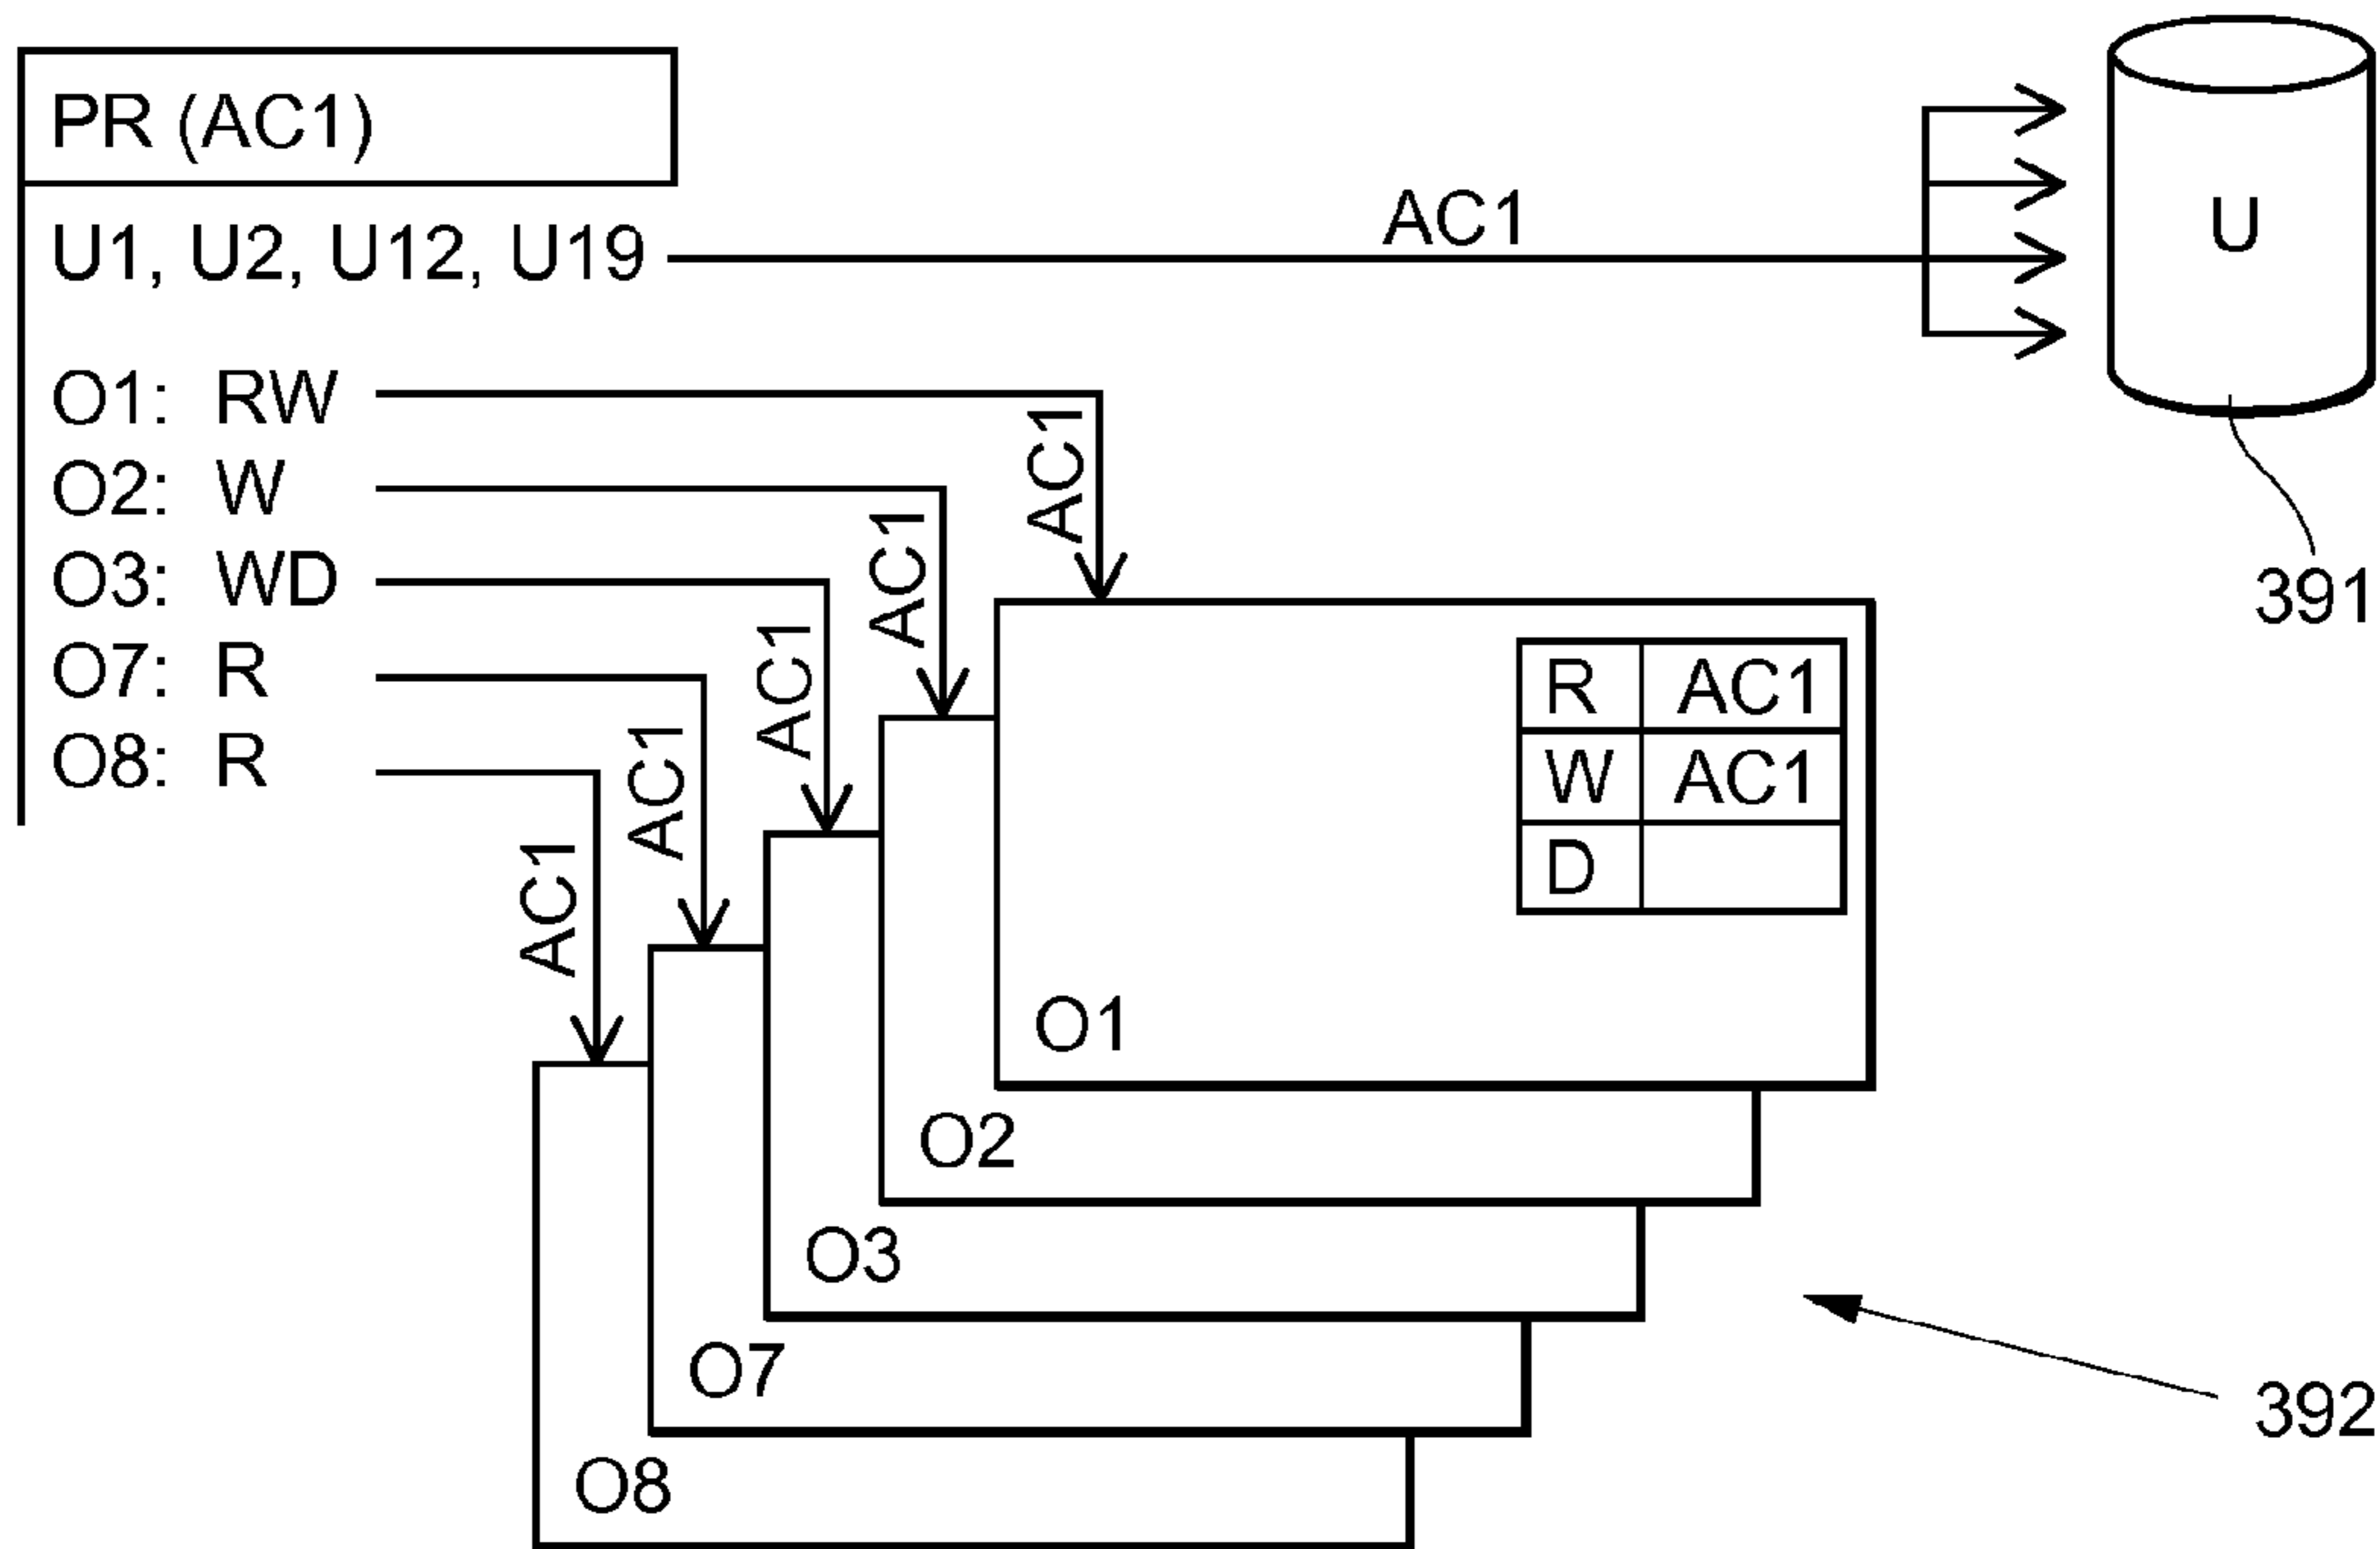 PR (AC1)
U1, U2, U12, U19
AC1
U
O1: RW
O2: W
O3: WD
O7: R
O8: R
AC1
AC1
AC1
AC1
AC1
391
R AC1
W AC1
D
O1
O2
O3
O7
O8
392